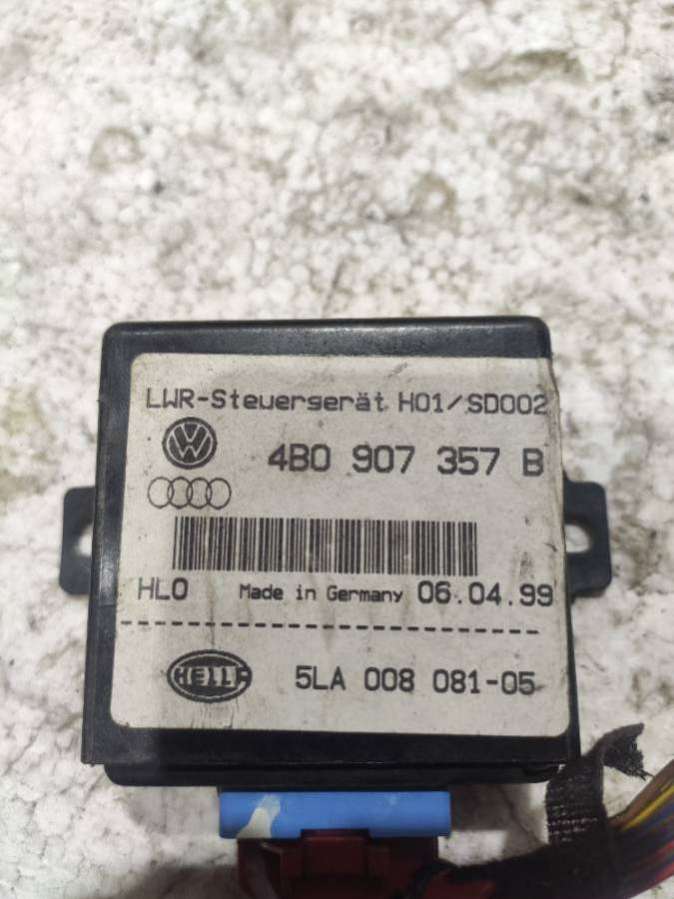 LWR-Steuergerät H01/SD002
4B0 907 357 B
HLO Made in Germany 06.04.99
HELLA 5LA 008 081-05